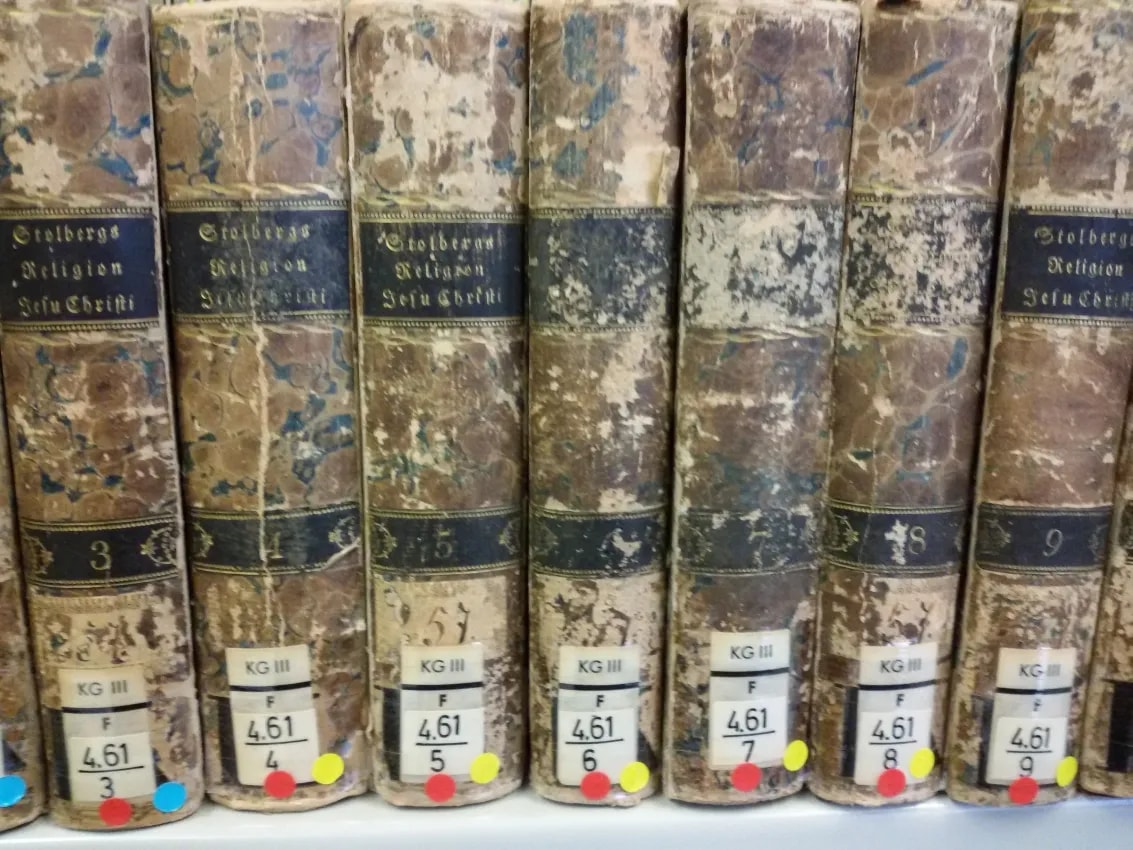 Stolbergs
Religion
Jesu Christi
3
KG III
F
4.61
3
Stolbergs
Religion
Jesu Christi
4
KG III
F
4.61
4
Stolbergs
Religion
Jesu Christi
5
51
KG III
F
4.61
5
KG III
F
4.61
6
7
KG III
F
4.61
7
8
KG III
F
4.61
8
Stolbergs
Religion
Jesu Christi
9
KG III
F
4.61
9